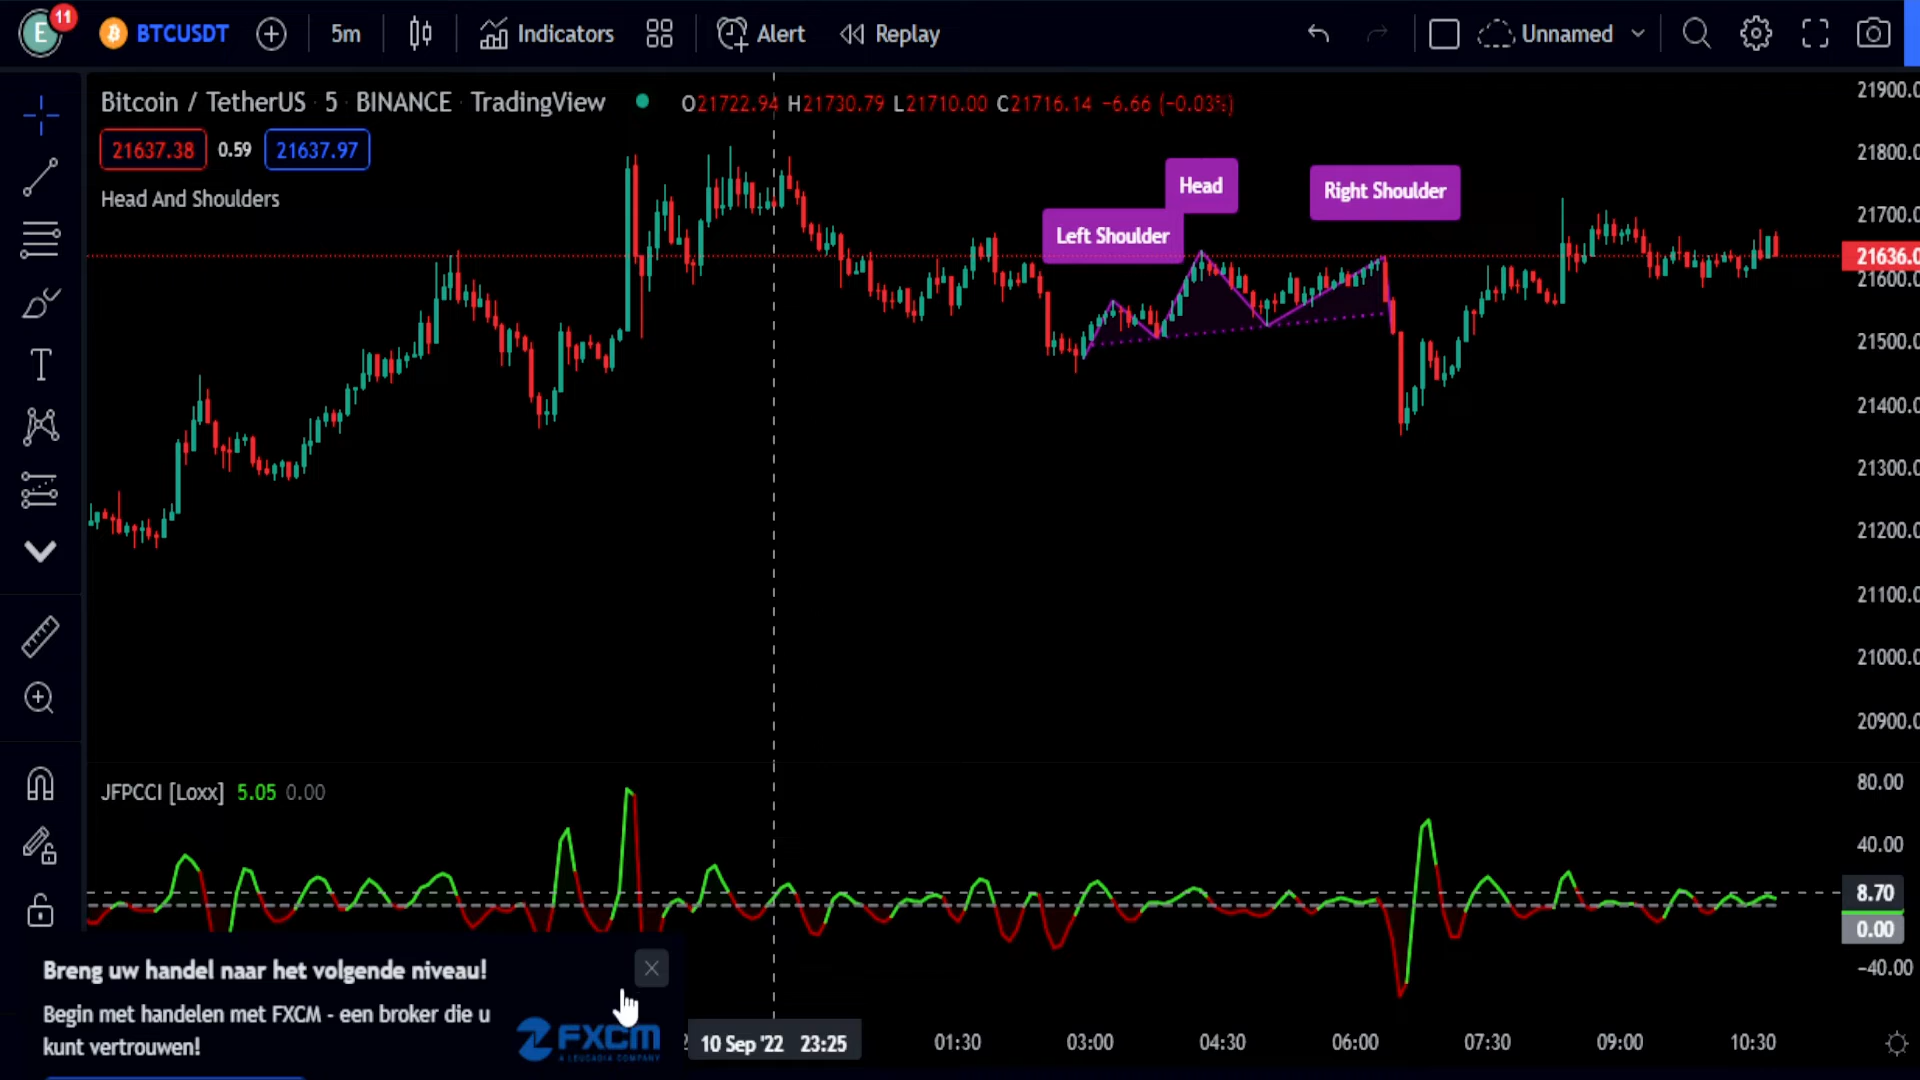 E 11 BTCUSDT 5m Indicators Alert Replay Unnamed
Bitcoin / TetherUS · 5 · BINANCE · TradingView O21722.94 H21730.79 L21710.00 C21716.14 −6.66 (−0.03%)
21637.38 0.59 21637.97
Head And Shoulders
Head
Right Shoulder
Left Shoulder
21900.0
21800.0
21700.0
21636.0
21600.0
21500.0
21400.0
21300.0
21200.0
21100.0
21000.0
20900.0
JFPCCI [Loxx] 5.05 0.00
80.00
40.00
8.70
0.00
−40.00
Breng uw handel naar het volgende niveau!
Begin met handelen met FXCM - een broker die u
kunt vertrouwen!
FXCM
A LEUCADIA COMPANY
10 Sep '22 23:25 01:30 03:00 04:30 06:00 07:30 09:00 10:30